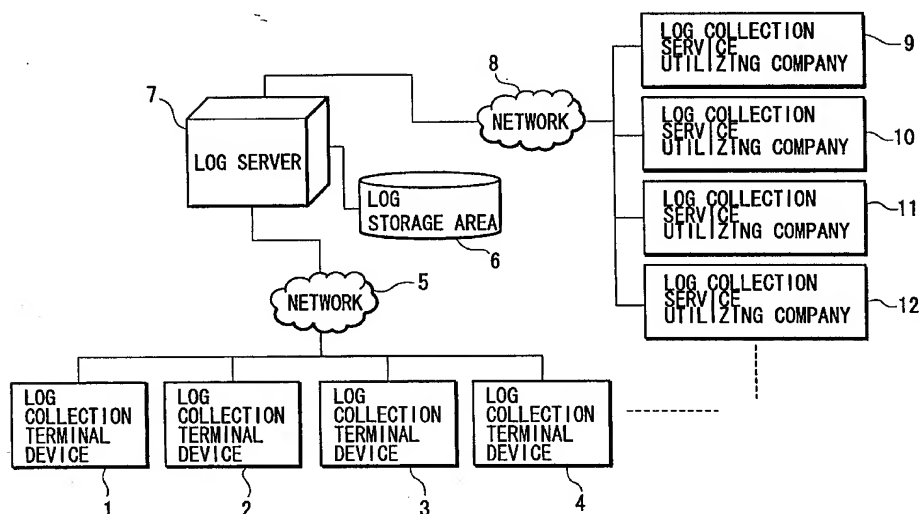 LOG COLLECTION
SERVICE
UTILIZING COMPANY
9
8
7
NETWORK
LOG COLLECTION
SERVICE
UTILIZING COMPANY
10
LOG SERVER
LOG
STORAGE AREA
6
LOG COLLECTION
SERVICE
UTILIZING COMPANY
11
NETWORK
5
LOG COLLECTION
SERVICE
UTILIZING COMPANY
12
LOG
COLLECTION
TERMINAL
DEVICE
1
LOG
COLLECTION
TERMINAL
DEVICE
2
LOG
COLLECTION
TERMINAL
DEVICE
3
LOG
COLLECTION
TERMINAL
DEVICE
4